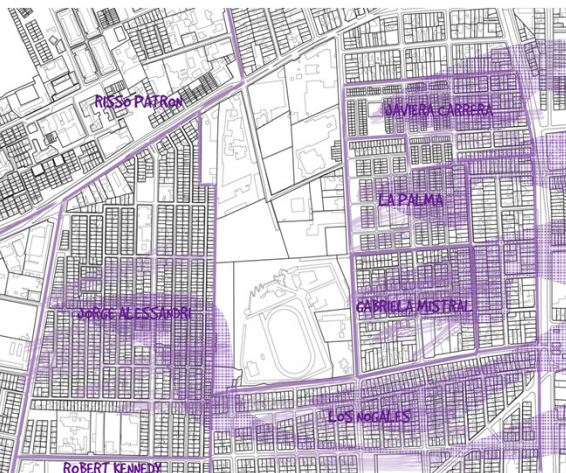 RISSO PATRON
JAVIERA CARRERA
LA PALMA
JORGE ALESSANDRI
GABRIELA MISTRAL
LOS NOGALES
ROBERT KENNEDY